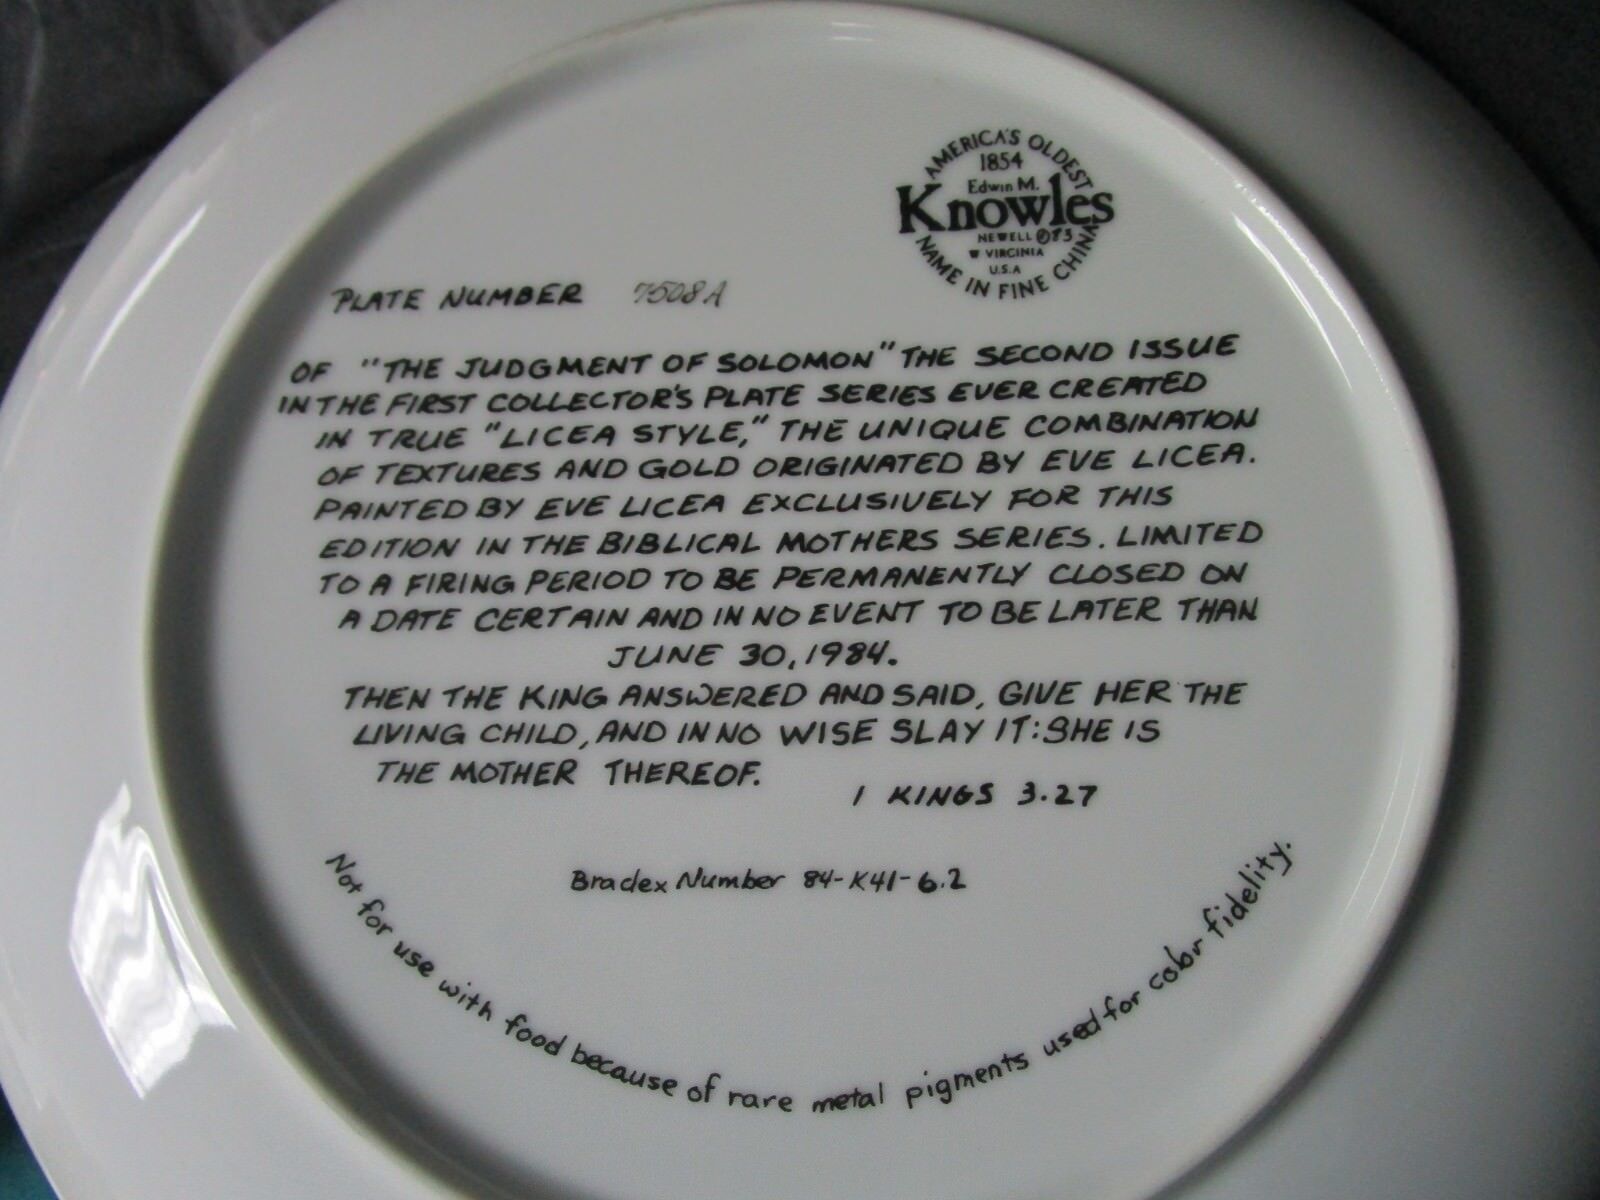 AMERICA'S OLDEST
1854
Edwin M.
Knowles
NEWELL © 83
W VIRGINIA
U.S.A
NAME IN FINE CHINA
PLATE NUMBER 7508A
OF "THE JUDGMENT OF SOLOMON" THE SECOND ISSUE
IN THE FIRST COLLECTOR'S PLATE SERIES EVER CREATED
IN TRUE "LICEA STYLE," THE UNIQUE COMBINATION
OF TEXTURES AND GOLD ORIGINATED BY EVE LICEA.
PAINTED BY EVE LICEA EXCLUSIVELY FOR THIS
EDITION IN THE BIBLICAL MOTHERS SERIES. LIMITED
TO A FIRING PERIOD TO BE PERMANENTLY CLOSED ON
A DATE CERTAIN AND IN NO EVENT TO BE LATER THAN
JUNE 30, 1984.
THEN THE KING ANSWERED AND SAID, GIVE HER THE
LIVING CHILD, AND IN NO WISE SLAY IT: SHE IS
THE MOTHER THEREOF.
1 KINGS 3.27
Bradex Number 84-K41-6.2
Not for use with food because of rare metal pigments used for color fidelity.